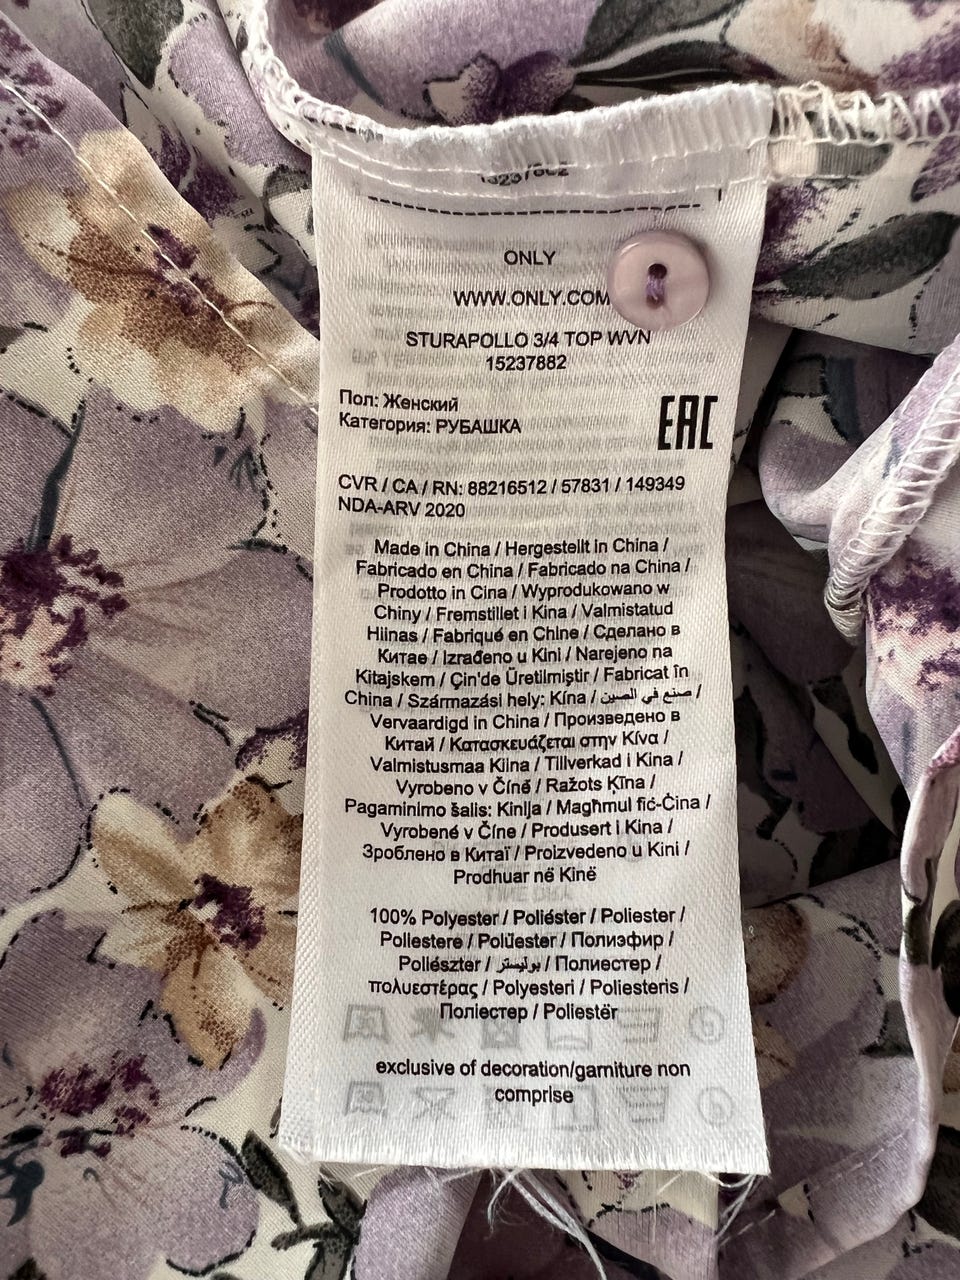 ONLY
WWW.ONLY.COM
STURAPOLLO 3/4 TOP WVN
15237882
Пол: Женский
Категория: РУБАШКА
EAC
CVR / CA / RN: 88216512 / 57831 / 149349
NDA-ARV 2020
Made in China / Hergestellt in China /
Fabricado en China / Fabricado na China /
Prodotto in Cina / Wyprodukowano w
Chiny / Fremstillet i Kina / Valmistatud
Hiinas / Fabriqué en Chine / Сделано в
Китае / Izrađeno u Kini / Narejeno na
Kitajskem / Çin'de Üretilmiştir / Fabricat în
China / Származási hely: Kína / صنع في الصين /
Vervaardigd in China / Произведено в
Китай / Κατασκευάζεται στην Κίνα /
Valmistusmaa Kiina / Tillverkad i Kina /
Vyrobeno v Číně / Ražots Ķīna /
Pagaminimo šalis: Kinija / Magħmul fić-Ċina /
Vyrobené v Číne / Produsert i Kina /
Зроблено в Китаї / Proizvedeno u Kini /
Prodhuar në Kinë
100% Polyester / Poliéster / Poliester /
Poliestere / Polüester / Полиэфир /
Poliészter / بوليستر / Полиестер /
πολυεστέρας / Polyesteri / Poliesteris /
Поліестер / Poliestër
exclusive of decoration/garniture non
comprise